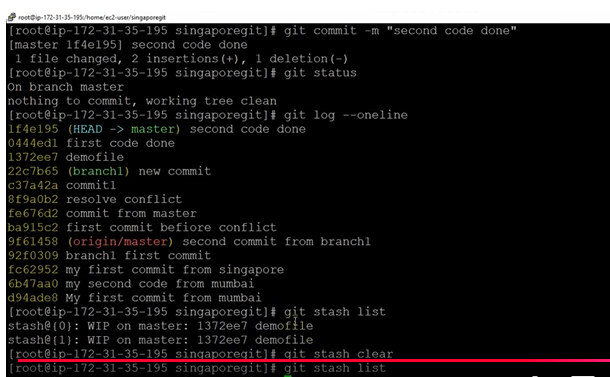 root@ip-172-31-35-195:/home/ec2-user/singaporegit
[root@ip-172-31-35-195 singaporegit]# git commit -m "second code done"
[master 1f4e195] second code done
 1 file changed, 2 insertions(+), 1 deletion(-)
[root@ip-172-31-35-195 singaporegit]# git status
On branch master
nothing to commit, working tree clean
[root@ip-172-31-35-195 singaporegit]# git log --oneline
1f4e195 (HEAD -> master) second code done
0444ed1 first code done
1372ee7 demofile
22c7b65 (branch1) new commit
c37a42a commit1
8f9a0b2 resolve conflict
fe676d2 commit from master
ba915c2 first commit befiore conflict
9f61458 (origin/master) second commit from branch1
92f0309 branch1 first commit
fc62952 my first commit from singapore
6b47aa0 my second code from mumbai
d94ade8 My first commit from mumbai
[root@ip-172-31-35-195 singaporegit]# git stash list
stash@{0}: WIP on master: 1372ee7 demofile
stash@{1}: WIP on master: 1372ee7 demofile
[root@ip-172-31-35-195 singaporegit]# git stash clear
[root@ip-172-31-35-195 singaporegit]# git stash list